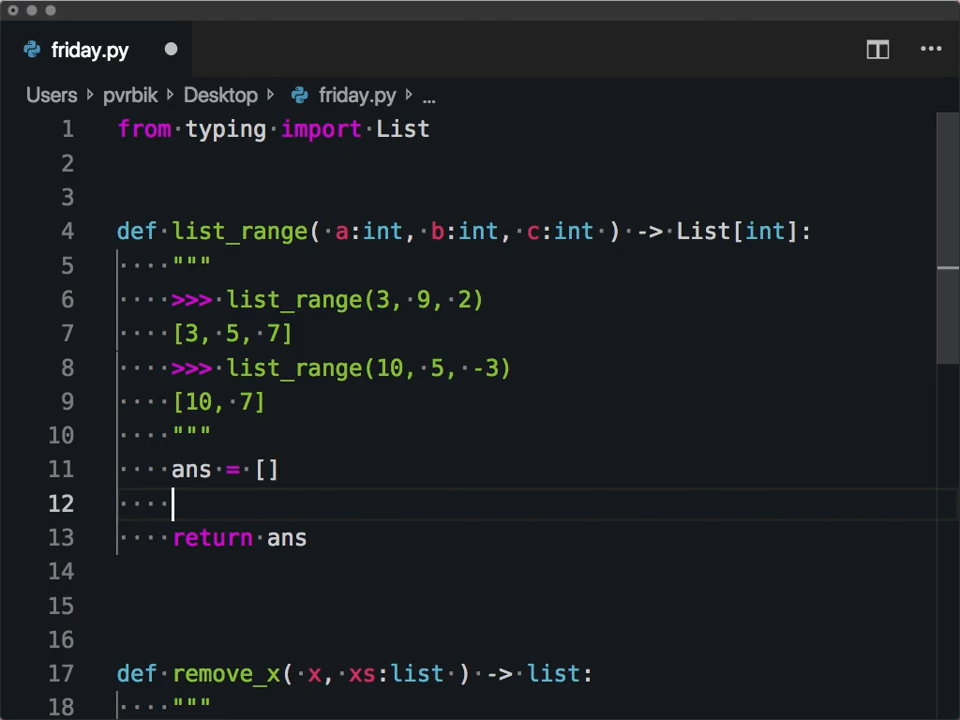 friday.py
Users pvrbik Desktop friday.py ...
1 from typing import List
2
3
4 def list_range( a:int, b:int, c:int ) -> List[int]:
5 """
6 >>> list_range(3, 9, 2)
7 [3, 5, 7]
8 >>> list_range(10, 5, -3)
9 [10, 7]
10 """
11 ans = []
12
13 return ans
14
15
16
17 def remove_x( x, xs:list ) -> list:
18 """